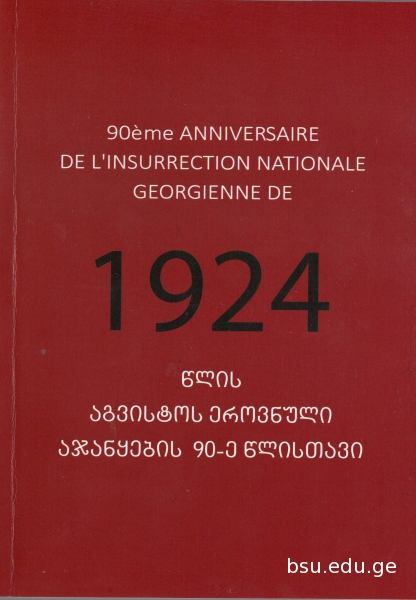 90ème ANNIVERSAIRE
DE L'INSURRECTION NATIONALE
GEORGIENNE DE
1924
წლის
აგვისტოს ეროვნული
აჯანყების 90-ე წლისთავი
bsu.edu.ge